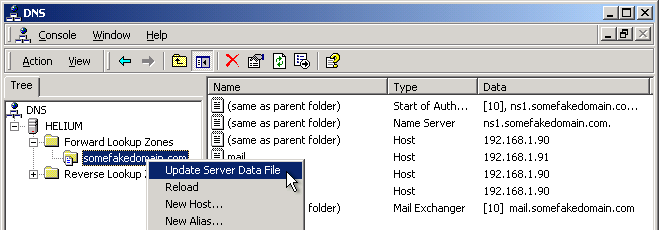 DNS
Console Window Help
Action View
Tree
Name Type Data
DNS
HELIUM
Forward Lookup Zones
somefakedomain.com
Reverse Lookup
(same as parent folder) Start of Auth... [10], ns1.somefakedomain.co...
(same as parent folder) Name Server ns1.somefakedomain.com.
(same as parent folder) Host 192.168.1.90
mail Host 192.168.1.91
Host 192.168.1.90
Host 192.168.1.90
folder) Mail Exchanger [10] mail.somefakedomain.com
Update Server Data File
Reload
New Host...
New Alias...